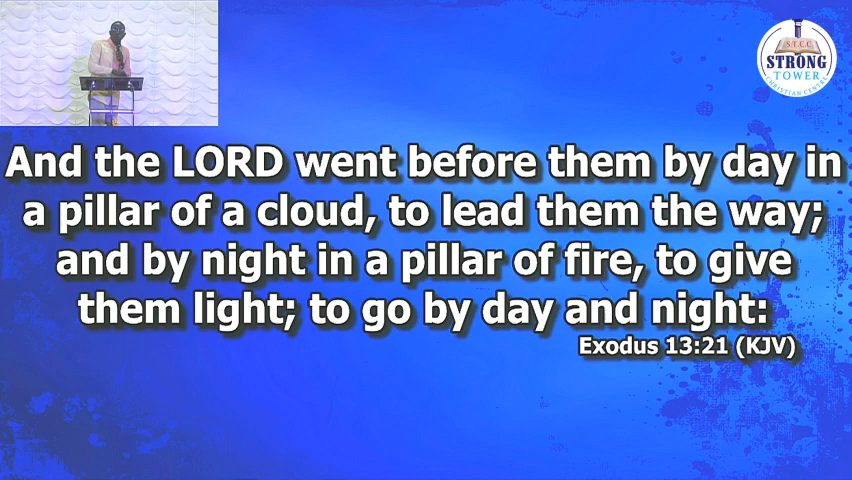 S.T.C.C
STRONG
TOWER
CHRISTIAN CENTRE
And the LORD went before them by day in
a pillar of a cloud, to lead them the way;
and by night in a pillar of fire, to give
them light; to go by day and night:
Exodus 13:21 (KJV)